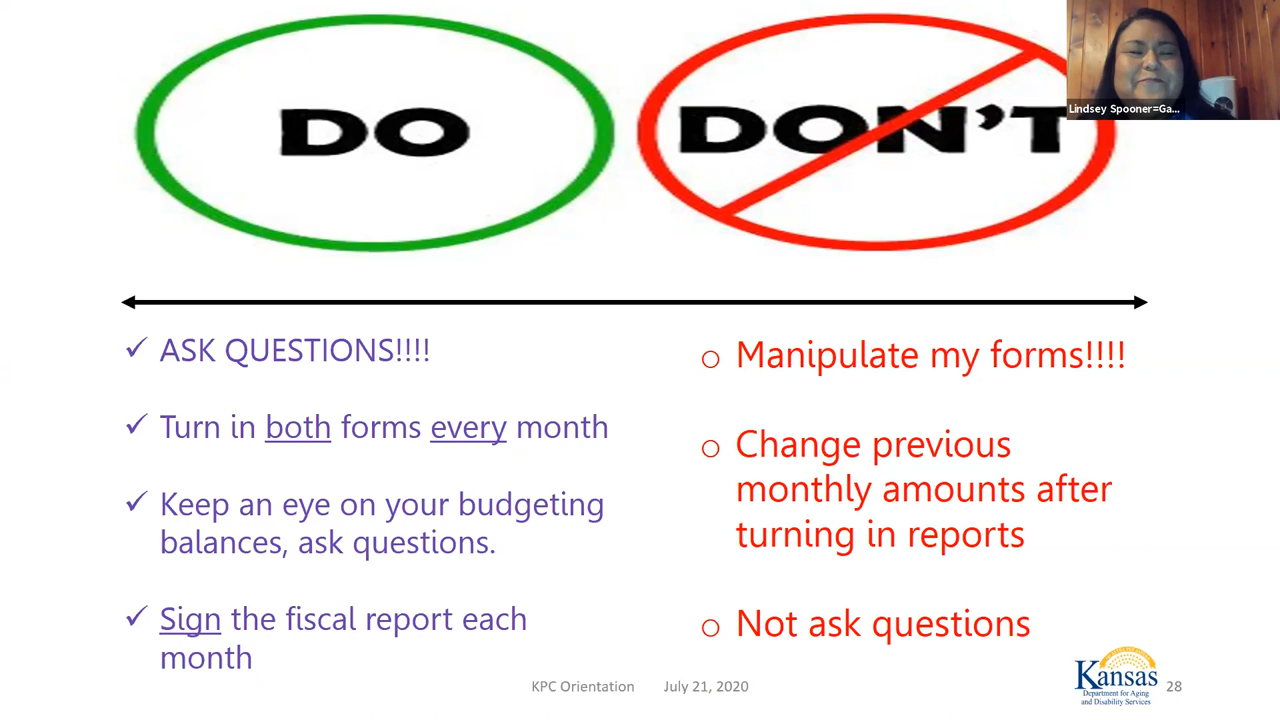 DO
DON'T
Lindsey Spooner=Ga...
✓ ASK QUESTIONS!!!!
✓ Turn in both forms every month
✓ Keep an eye on your budgeting
balances, ask questions.
✓ Sign the fiscal report each
month
o Manipulate my forms!!!!
o Change previous
monthly amounts after
turning in reports
o Not ask questions
KPC Orientation July 21, 2020
Kansas
Department for Aging
and Disability Services
28